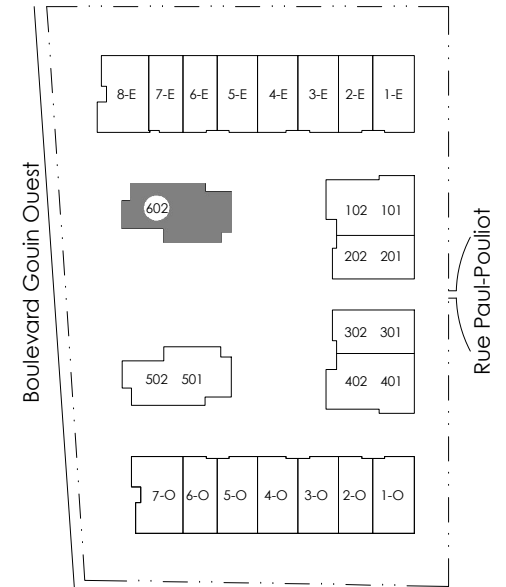 8-E 7-E 6-E 5-E 4-E 3-E 2-E 1-E
Boulevard Gouin Ouest
602
102 101
202 201
Rue Paul-Pouliot
302 301
502 501
402 401
7-O 6-O 5-O 4-O 3-O 2-O 1-O